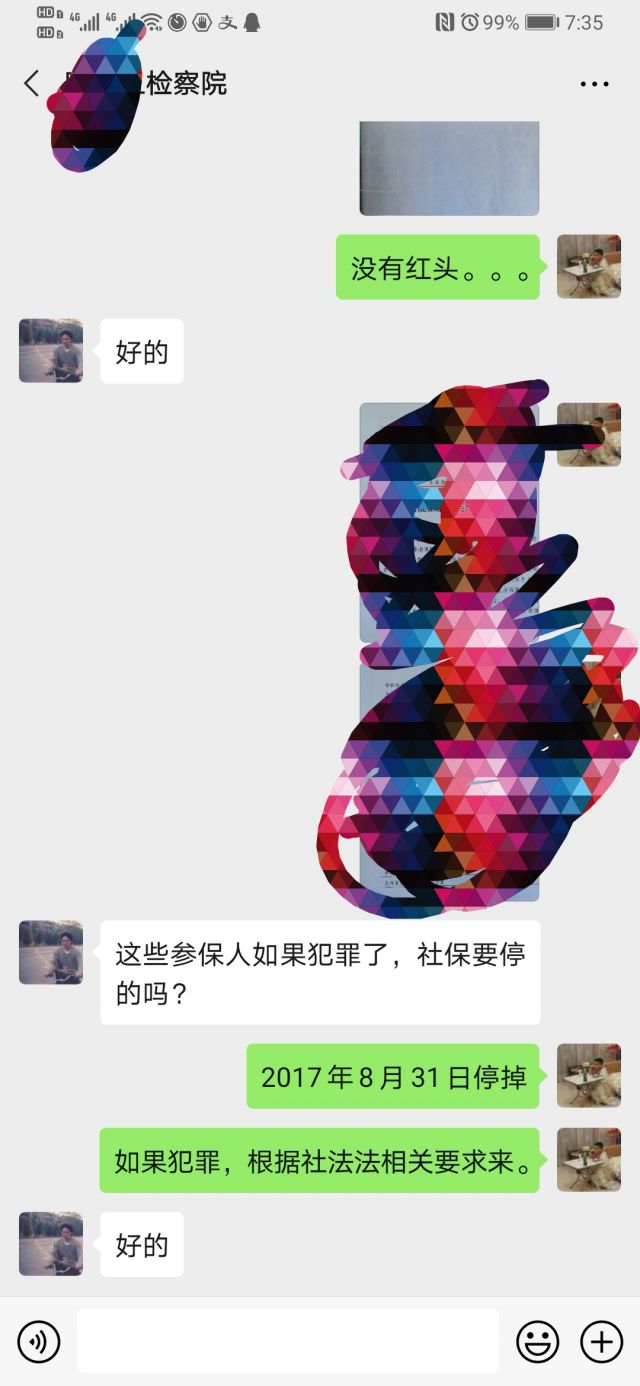 HD 1 4G 4G 99% 7:35
HD 2
检察院
没有红头。。。
好的
这些参保人如果犯罪了，社保要停
的吗？
2017年8月31日停掉
如果犯罪，根据社法法相关要求来。
好的